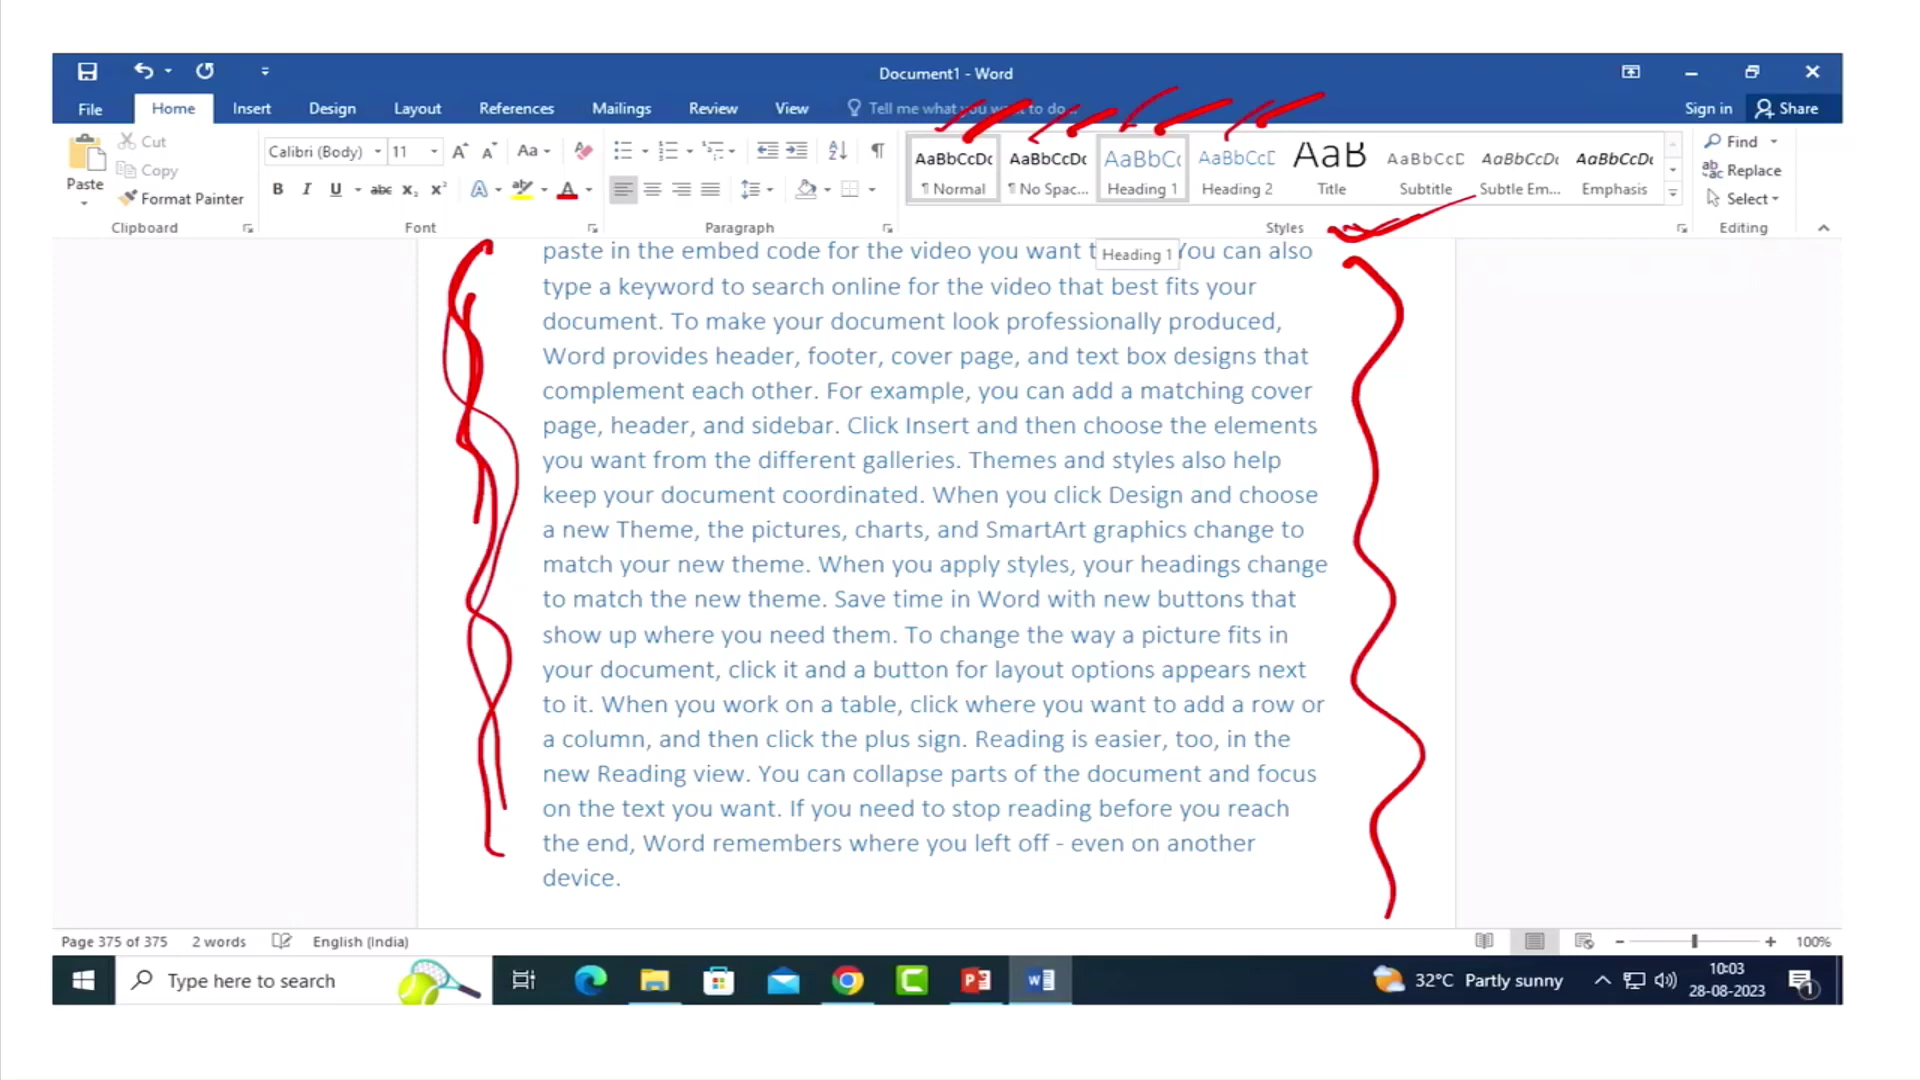 Document1 - Word
File Home Insert Design Layout References Mailings Review View Tell me what you want to do... Sign in Share
Cut
Copy
Paste
Format Painter
Clipboard
Calibri (Body) 11
Font
Paragraph
AaBbCcDc AaBbCcDc AaBbCc AaBbCcC AaB AaBbCcC AaBbCcDc AaBbCcDc
¶ Normal ¶ No Spac... Heading 1 Heading 2 Title Subtitle Subtle Em... Emphasis
Styles
Find
Replace
Select
Editing
Heading 1
paste in the embed code for the video you want You can also
type a keyword to search online for the video that best fits your
document. To make your document look professionally produced,
Word provides header, footer, cover page, and text box designs that
complement each other. For example, you can add a matching cover
page, header, and sidebar. Click Insert and then choose the elements
you want from the different galleries. Themes and styles also help
keep your document coordinated. When you click Design and choose
a new Theme, the pictures, charts, and SmartArt graphics change to
match your new theme. When you apply styles, your headings change
to match the new theme. Save time in Word with new buttons that
show up where you need them. To change the way a picture fits in
your document, click it and a button for layout options appears next
to it. When you work on a table, click where you want to add a row or
a column, and then click the plus sign. Reading is easier, too, in the
new Reading view. You can collapse parts of the document and focus
on the text you want. If you need to stop reading before you reach
the end, Word remembers where you left off - even on another
device.
Page 375 of 375 2 words English (India) 100%
Type here to search 32°C Partly sunny 10:03
28-08-2023